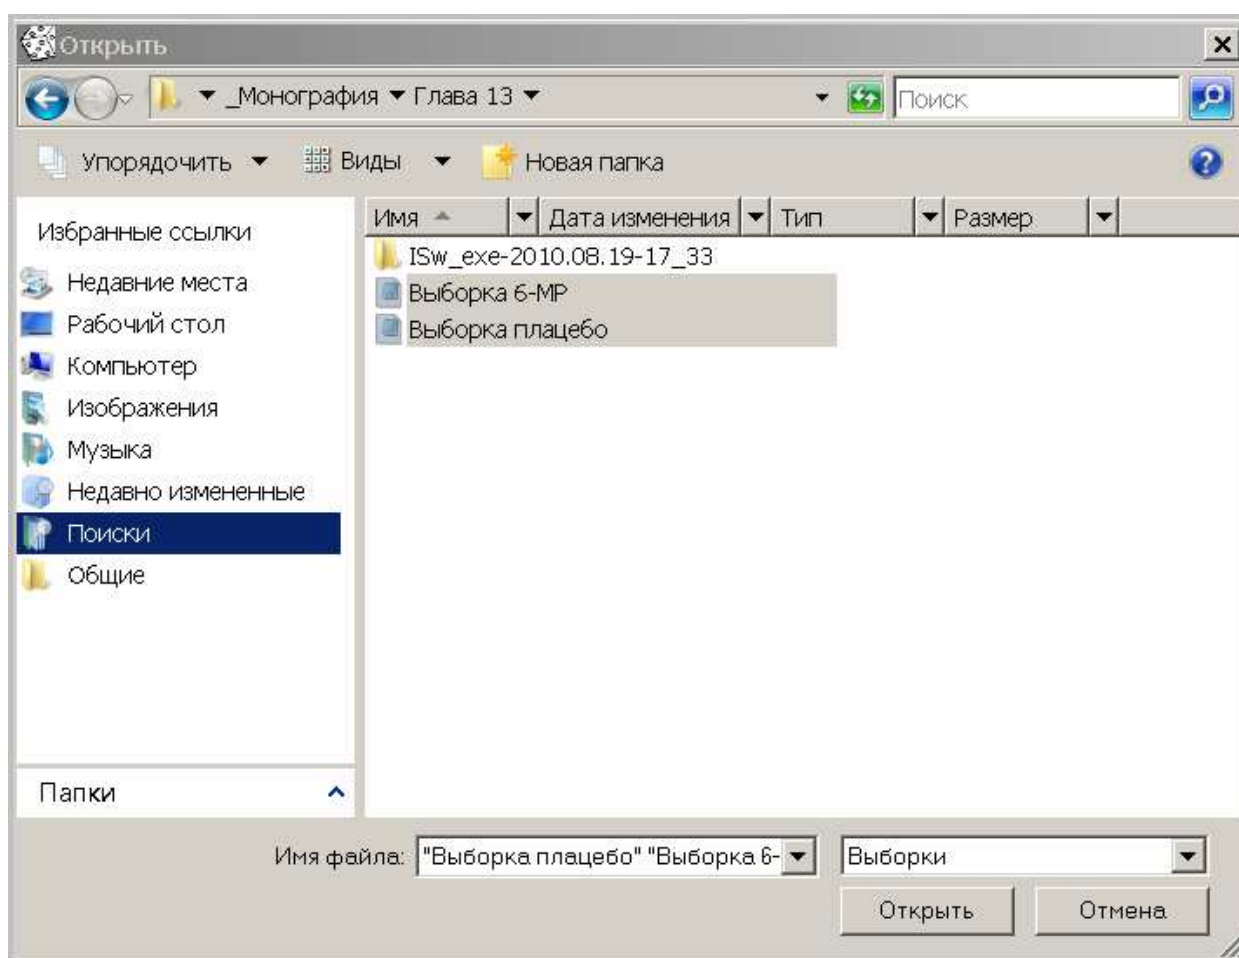 Открыть
_Монография Глава 13
Поиск
Упорядочить Виды Новая папка
Избранные ссылки
Недавние места
Рабочий стол
Компьютер
Изображения
Музыка
Недавно измененные
Поиски
Общие
Папки
Имя Дата изменения Тип Размер
ISw_exe-2010.08.19-17_33
Выборка 6-МР
Выборка плацебо
Имя файла: "Выборка плацебо" "Выборка 6- Выборки
Открыть Отмена